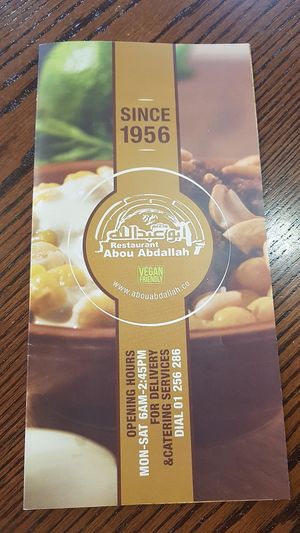 SINCE
1956
ابو عبدالله
Restaurant
Abou Abdallah
VEGAN
FRIENDLY
www.abouabdallah.co
OPENING HOURS
MON-SAT 6AM-2:45PM
FOR DELIVERY
&CATERING SERVICES
DIAL 01 256 286